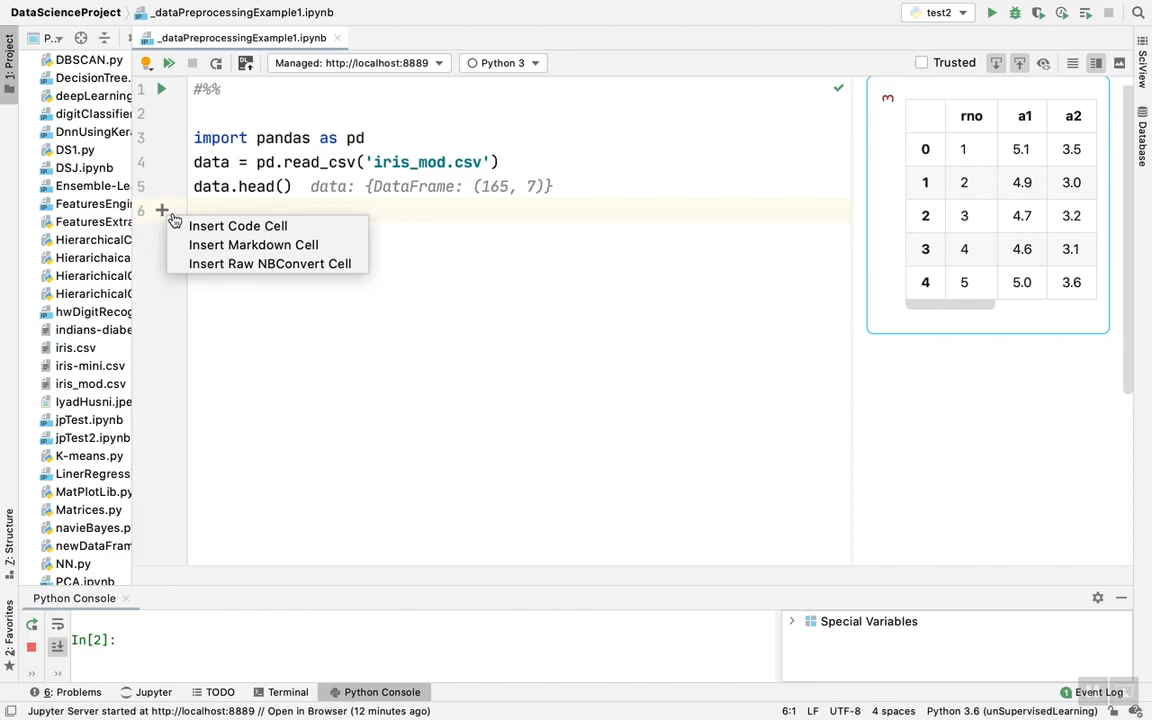 DataScienceProject _dataPreprocessingExample1.ipynb test2
P... _dataPreprocessingExample1.ipynb
Managed: http://localhost:8889 Python 3 Trusted
1: Project
SciView
Database
DBSCAN.py
DecisionTree.
deepLearning
digitClassifier
DnnUsingKera
DS1.py
DSJ.ipynb
Ensemble-Lea
FeaturesEngi
FeaturesExtra
HierarchicalC
Hierarichaical
HierarichicalC
HierarichicalC
hwDigitRecog
indians-diabe
iris.csv
iris-mini.csv
iris_mod.csv
IyadHusni.jpe
jpTest.ipynb
jpTest2.ipynb
K-means.py
LinerRegress
MatPlotLib.py
Matrices.py
navieBayes.p
newDataFram
NN.py
PCA.ipynb
1 #%%
2
3 import pandas as pd
4 data = pd.read_csv('iris_mod.csv')
5 data.head() data: {DataFrame: (165, 7)}
6
Insert Code Cell
Insert Markdown Cell
Insert Raw NBConvert Cell
3
rno a1 a2
0 1 5.1 3.5
1 2 4.9 3.0
2 3 4.7 3.2
3 4 4.6 3.1
4 5 5.0 3.6
Z: Structure
2: Favorites
Python Console
In[2]:
Special Variables
6: Problems Jupyter TODO Terminal Python Console 1 Event Log
Jupyter Server started at http://localhost:8889 // Open in Browser (12 minutes ago) 6:1 LF UTF-8 4 spaces Python 3.6 (unSupervisedLearning)